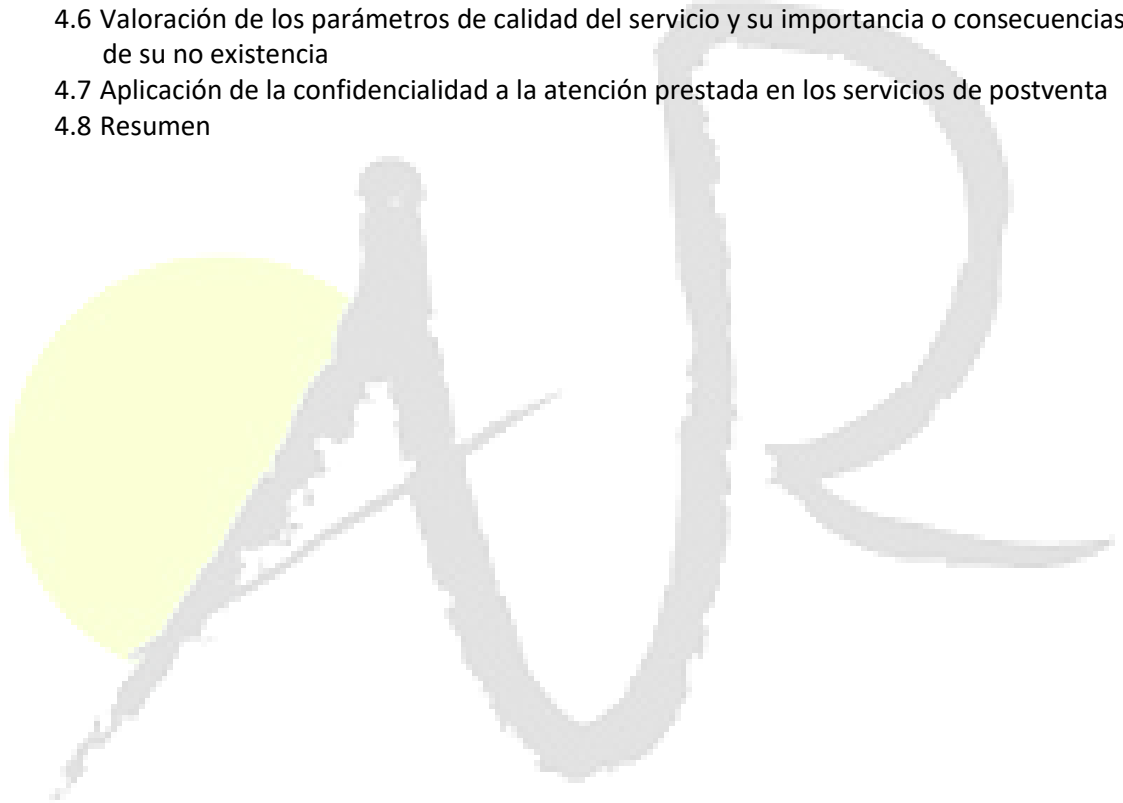 4.6 Valoración de los parámetros de calidad del servicio y su importancia o consecuencias
de su no existencia
4.7 Aplicación de la confidencialidad a la atención prestada en los servicios de postventa
4.8 Resumen